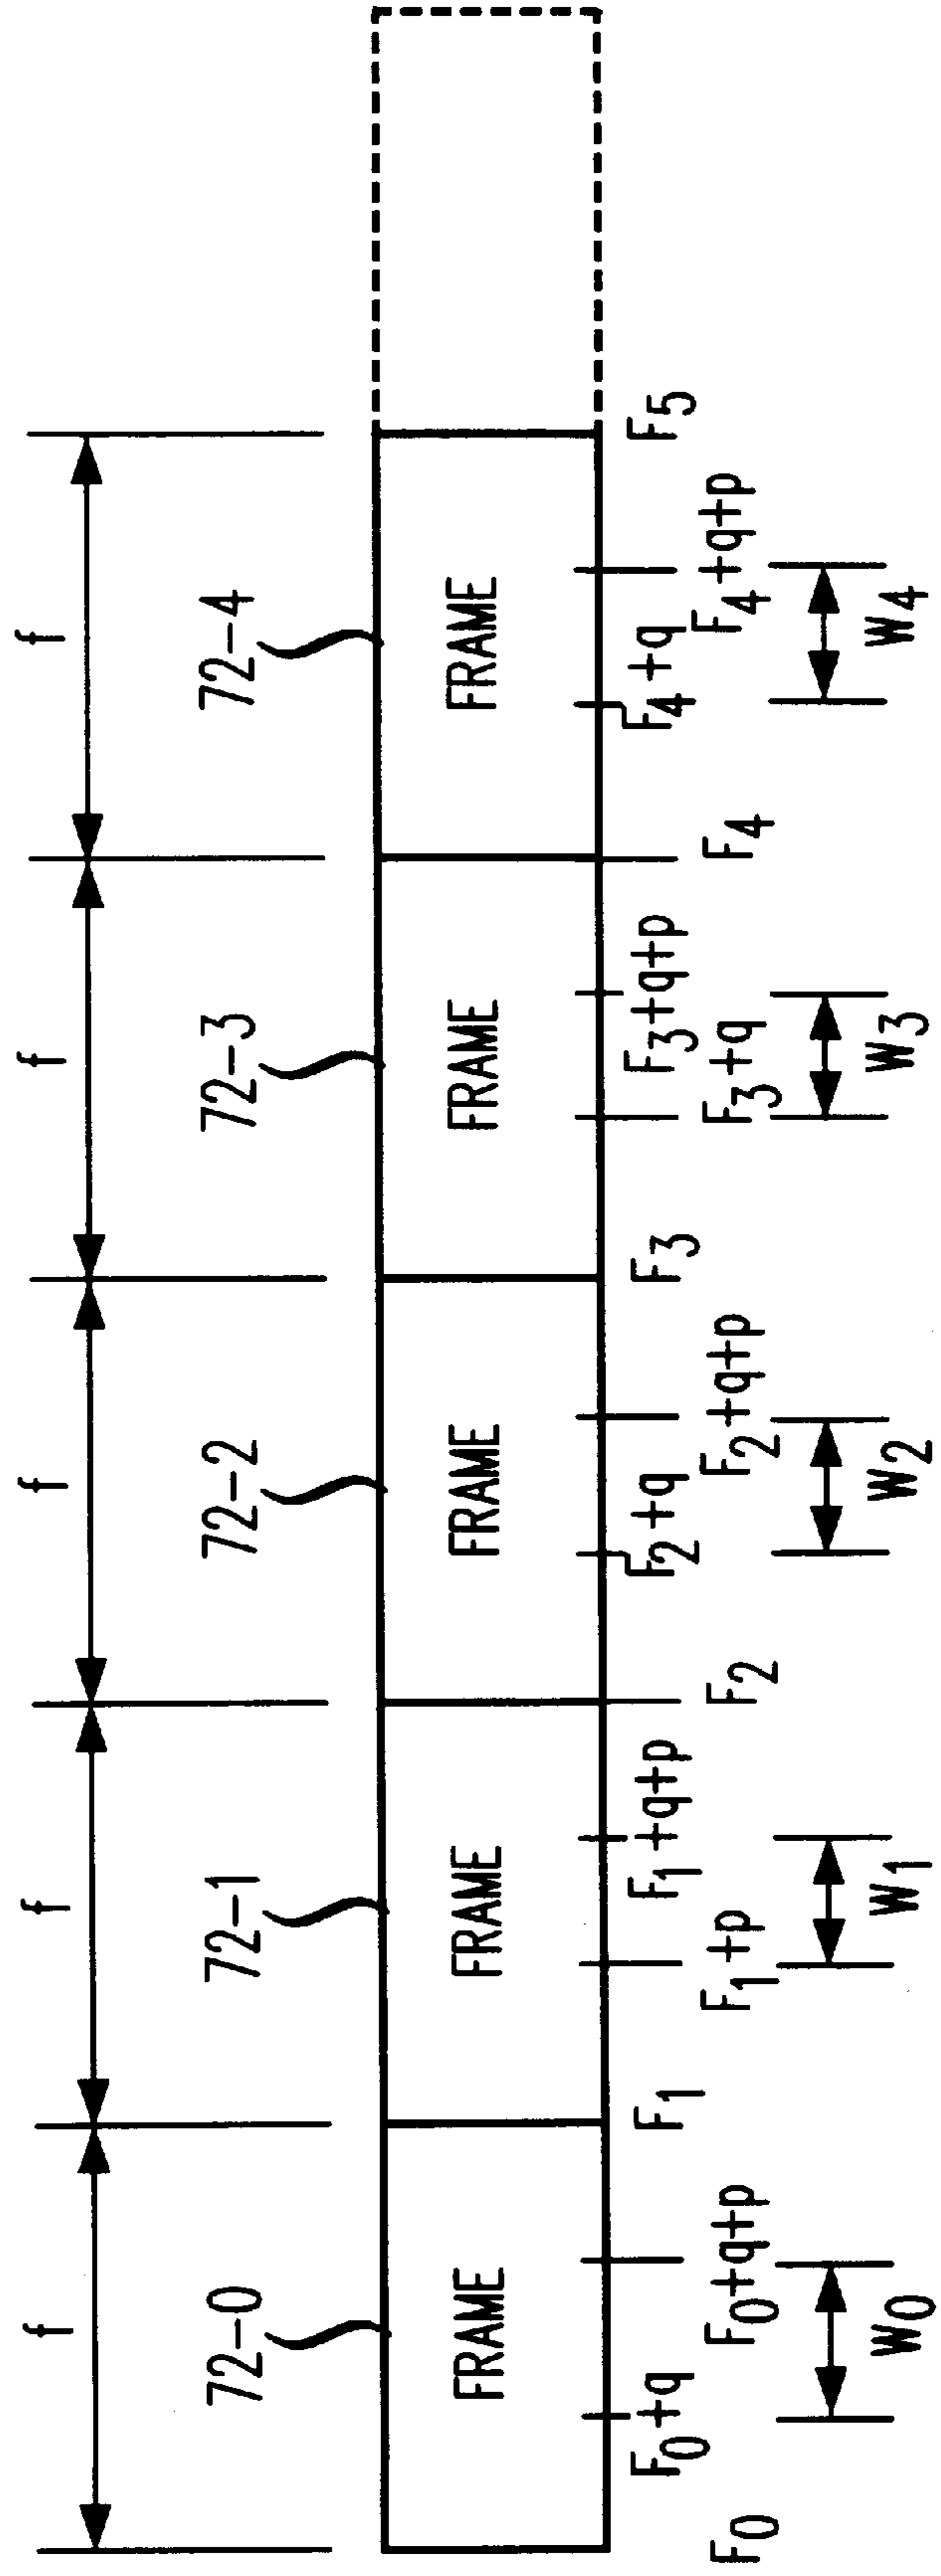 f f f f f
72-0 72-1 72-2 72-3 72-4
FRAME FRAME FRAME FRAME FRAME
F0+q F1 F1+q+p F2+q F3 F3+q+p F4+q F5
F0 F0+q+p F1+p F2 F2+q+p F3+q F4 F4+q+p
W0 W1 W2 W3 W4